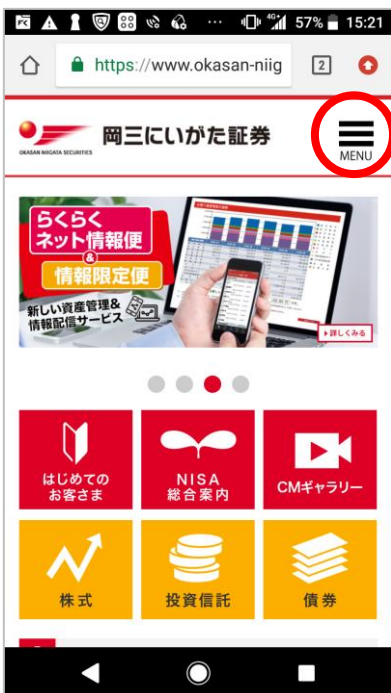 57% 15:21
https://www.okasan-niig 2
岡三にいがた証券
OKASAN NIIGATA SECURITIES
MENU
らくらく
ネット情報便
&
情報限定便
新しい資産管理&
情報配信サービス
詳しくみる
はじめての
お客さま
NISA
総合案内
CMギャラリー
株式
投資信託
債券